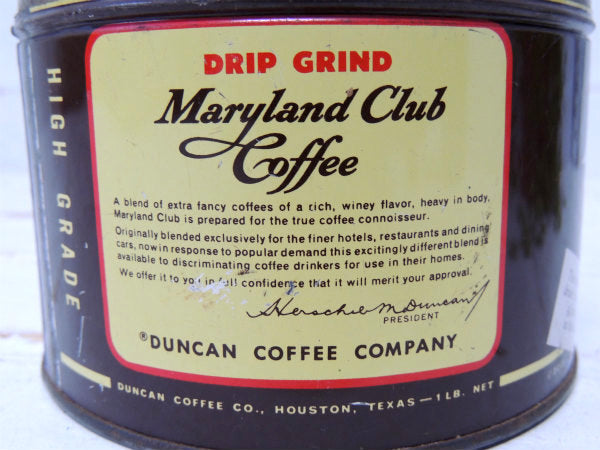 HIGH GRADE
DRIP GRIND
Maryland Club
Coffee
A blend of extra fancy coffees of a rich, winey flavor, heavy in body,
Maryland Club is prepared for the true coffee connoisseur.
Originally blended exclusively for the finer hotels, restaurants and dining
cars, now in response to popular demand this excitingly different blend is
available to discriminating coffee drinkers for use in their homes.
We offer it to you in full confidence that it will merit your approval.
Herschel M Duncan
PRESIDENT
®DUNCAN COFFEE COMPANY
DUNCAN COFFEE CO., HOUSTON, TEXAS—1 LB. NET